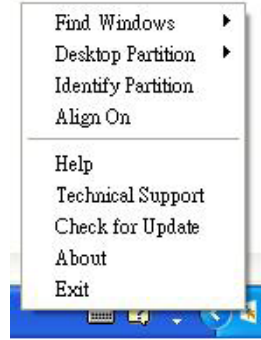 Find Windows
Desktop Partition
Identify Partition
Align On
Help
Technical Support
Check for Update
About
Exit